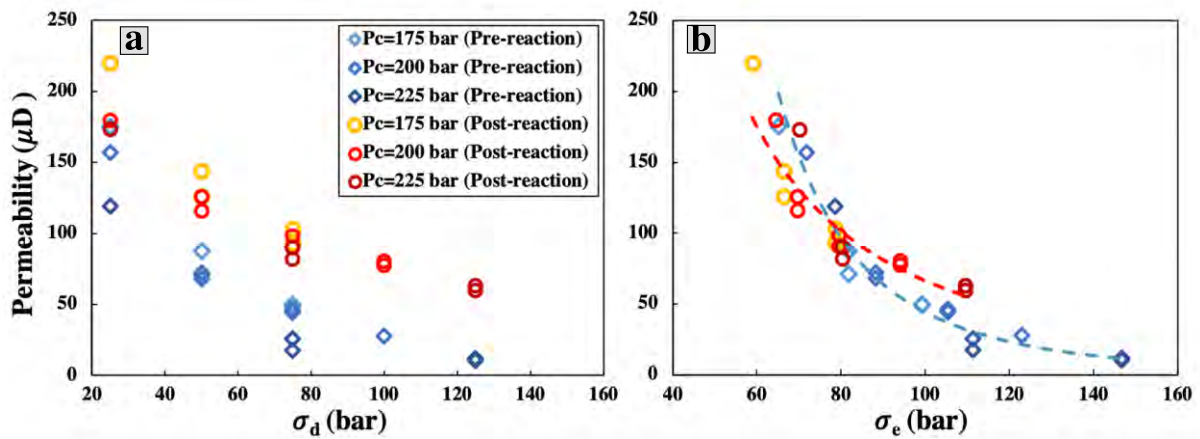 a
b
Pc=175 bar (Pre-reaction)
Pc=200 bar (Pre-reaction)
Pc=225 bar (Pre-reaction)
Pc=175 bar (Post-reaction)
Pc=200 bar (Post-reaction)
Pc=225 bar (Post-reaction)
Permeability (μD )
250
200
150
100
50
0
20 40 60 80 100 120 140 160
σd (bar)
250
200
150
100
50
0
40 60 80 100 120 140 160
σe (bar)